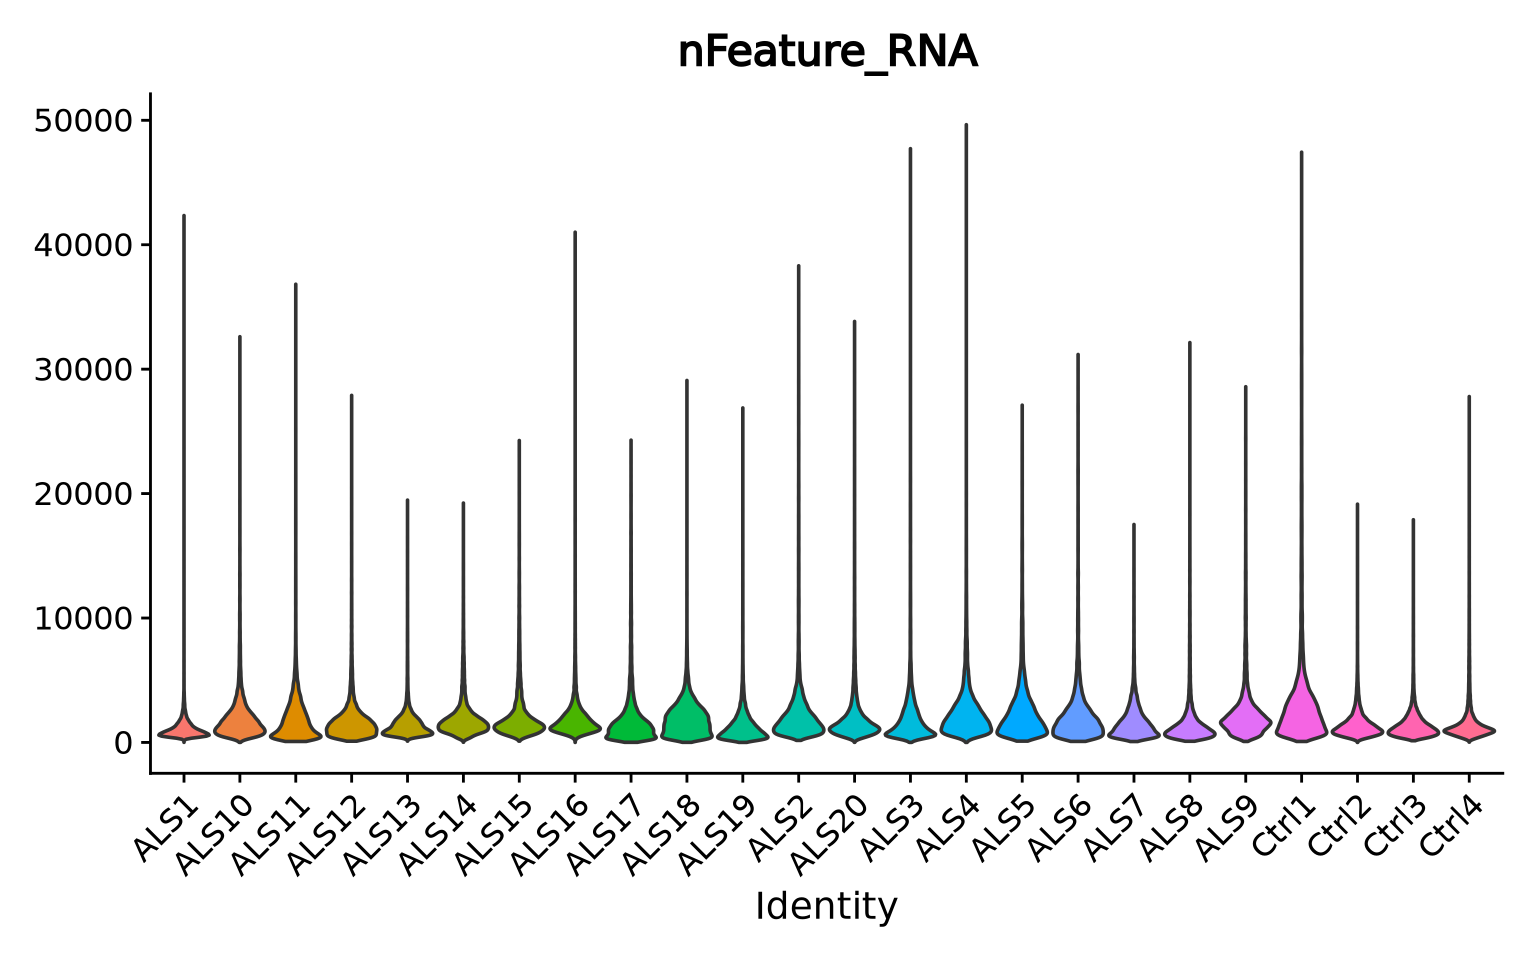 nFeature_RNA
50000
40000
30000
20000
10000
0
ALS1 ALS10 ALS11 ALS12 ALS13 ALS14 ALS15 ALS16 ALS17 ALS18 ALS19 ALS2 ALS20 ALS3 ALS4 ALS5 ALS6 ALS7 ALS8 ALS9 Ctrl1 Ctrl2 Ctrl3 Ctrl4
Identity